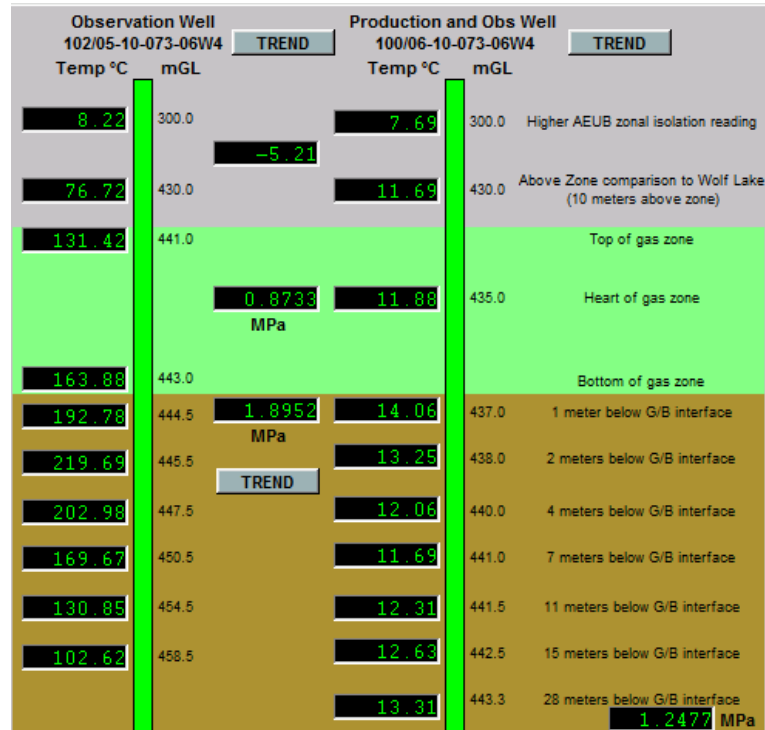 Observation Well Production and Obs Well
102/05-10-073-06W4 TREND 100/06-10-073-06W4 TREND
Temp ºC mGL Temp ºC mGL
8.22 300.0 7.69 300.0 Higher AEUB zonal isolation reading
-5.21
76.72 430.0 11.69 430.0 Above Zone comparison to Wolf Lake
(10 meters above zone)
131.42 441.0 Top of gas zone
0.8733 11.88 435.0 Heart of gas zone
MPa
163.88 443.0 Bottom of gas zone
192.78 444.5 1.8952 14.06 437.0 1 meter below G/B interface
MPa
219.69 445.5 13.25 438.0 2 meters below G/B interface
TREND
202.98 447.5 12.06 440.0 4 meters below G/B interface
169.67 450.5 11.69 441.0 7 meters below G/B interface
130.85 454.5 12.31 441.5 11 meters below G/B interface
102.62 458.5 12.63 442.5 15 meters below G/B interface
13.31 443.3 28 meters below G/B interface
1.2477 MPa